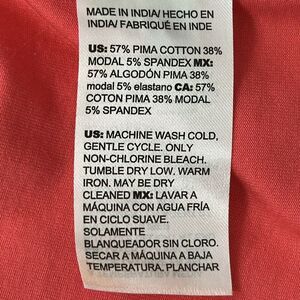 MADE IN INDIA/ HECHO EN
INDIA/ FABRIQUÉ EN INDE
US: 57% PIMA COTTON 38%
MODAL 5% SPANDEX MX:
57% ALGODÓN PIMA 38%
modal 5% elastano CA: 57%
COTON PIMA 38% MODAL
5% SPANDEX
US: MACHINE WASH COLD,
GENTLE CYCLE. ONLY
NON-CHLORINE BLEACH.
TUMBLE DRY LOW. WARM
IRON. MAY BE DRY
CLEANED MX: LAVAR A
MÁQUINA CON AGUA FRÍA
EN CICLO SUAVE.
SOLAMENTE
BLANQUEADOR SIN CLORO.
SECAR A MÁQUINA A BAJA
TEMPERATURA. PLANCHAR